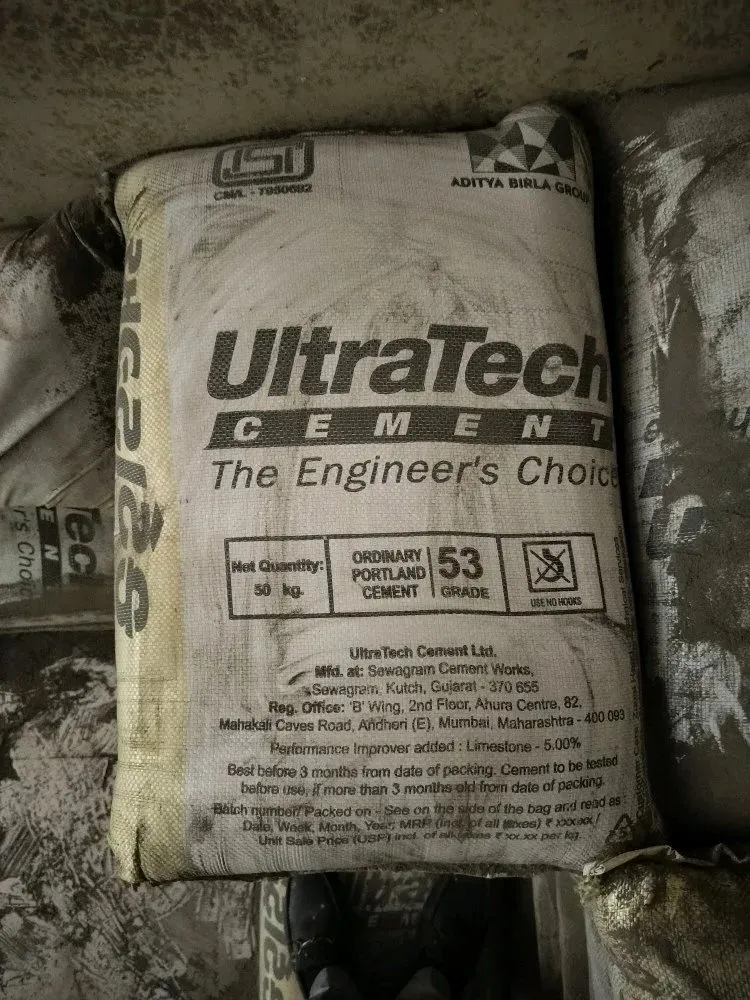 ISI
CM/L - 7930692
ADITYA BIRLA GROUP
UltraTech
CEMENT
The Engineer's Choice
Net Quantity:
50 kg.
ORDINARY
PORTLAND
CEMENT
53
GRADE
USE NO HOOKS
UltraTech Cement Ltd.
Mfd. at: Sewagram Cement Works,
Sewagram, Kutch, Gujarat - 370 655
Reg. Office: 'B' Wing, 2nd Floor, Ahura Centre, 82,
Mahakali Caves Road, Andheri (E), Mumbai, Maharashtra - 400 093
Performance Improver added : Limestone - 5.00%
Best before 3 months from date of packing. Cement to be tested
before use, if more than 3 months old from date of packing.
Batch number/ Packed on - See on the side of the bag and read as :
Date, Week, Month, Year; MRP (incl. of all taxes) ₹ xxx.xx /
Unit Sale Price (USP) incl. of all taxes ₹ xx.xx per kg.
r's Choi
EN